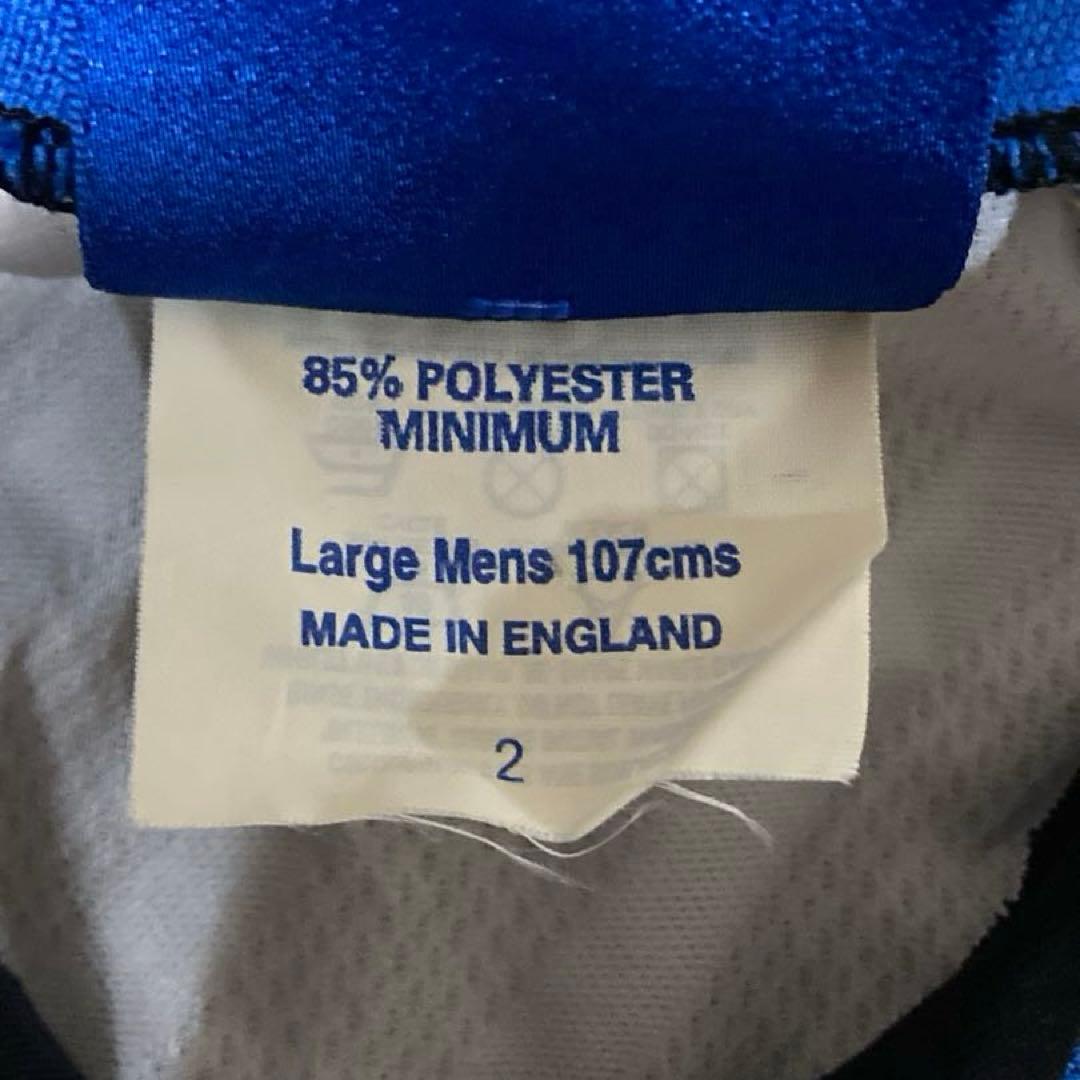 85% POLYESTER
MINIMUM
Large Mens 107cms
MADE IN ENGLAND
2